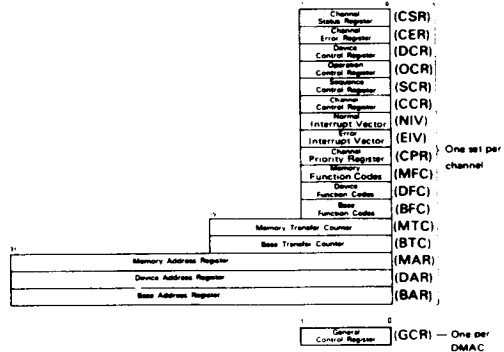 Channel
Status Register (CSR)
Channel
Error Register (CER)
Device
Control Register (DCR)
Operation
Control Register (OCR)
Sequence
Control Register (SCR)
Channel
Control Register (CCR)
Normal
Interrupt Vector (NIV)
Error
Interrupt Vector (EIV)
Channel
Priority Register (CPR)
Memory
Function Codes (MFC)
Device
Function Codes (DFC)
Base
Function Codes (BFC)
One set per
channel
Memory Transfer Counter (MTC)
Base Transfer Counter (BTC)
31
Memory Address Register (MAR)
Device Address Register (DAR)
Base Address Register (BAR)
0
General
Control Register (GCR) — One per
DMAC